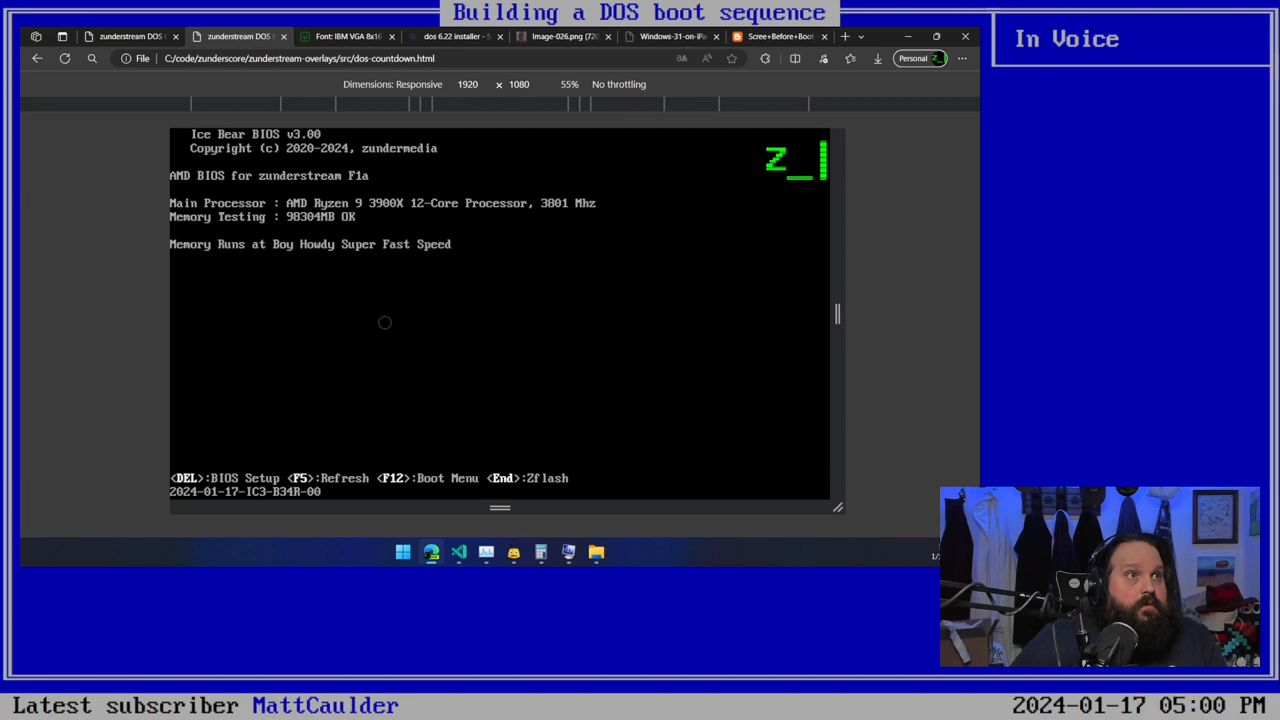 Building a DOS boot sequence
In Voice
zunderstream DOS C
zunderstream DOS E
Font: IBM VGA 8x16
dos 6.22 installer - S
Image-026.png (720
Windows-31-on-iPa
Scree+Before+Boot
File
C:/code/zunderscore/zunderstream-overlays/src/dos-countdown.html
Personal
Dimensions: Responsive 1920 × 1080 55% No throttling
Ice Bear BIOS v3.00
Copyright (c) 2020-2024, zundermedia
z_
AMD BIOS for zunderstream F1a
Main Processor : AMD Ryzen 9 3900X 12-Core Processor, 3801 Mhz
Memory Testing : 98304MB OK
Memory Runs at Boy Howdy Super Fast Speed
<DEL>:BIOS Setup <F5>:Refresh <F12>:Boot Menu <End>:Zflash
2024-01-17-IC3-B34R-00
Latest subscriber MattCaulder
2024-01-17 05:00 PM